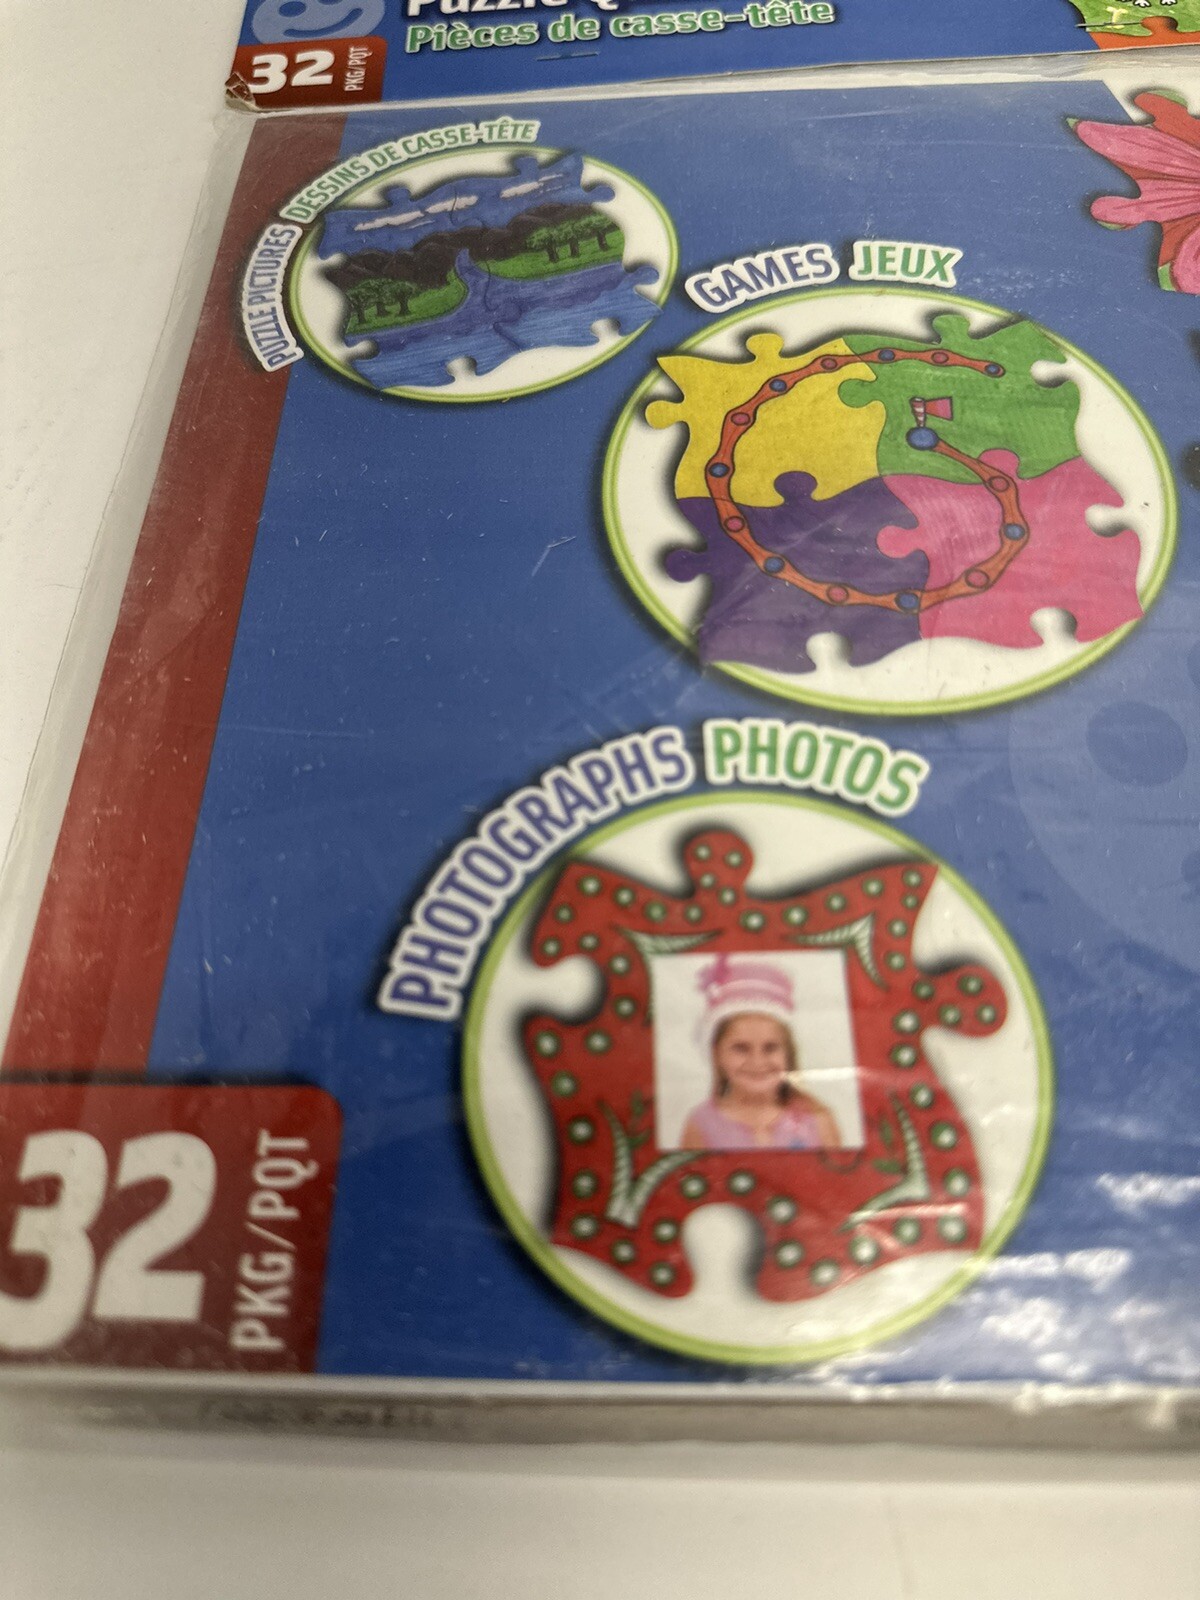 Puzzle
Pièces de casse-tête
32 PKG/PQT
PUZZLE PICTURES DESSINS DE CASSE-TÊTE
GAMES JEUX
PHOTOGRAPHS PHOTOS
32 PKG/PQT